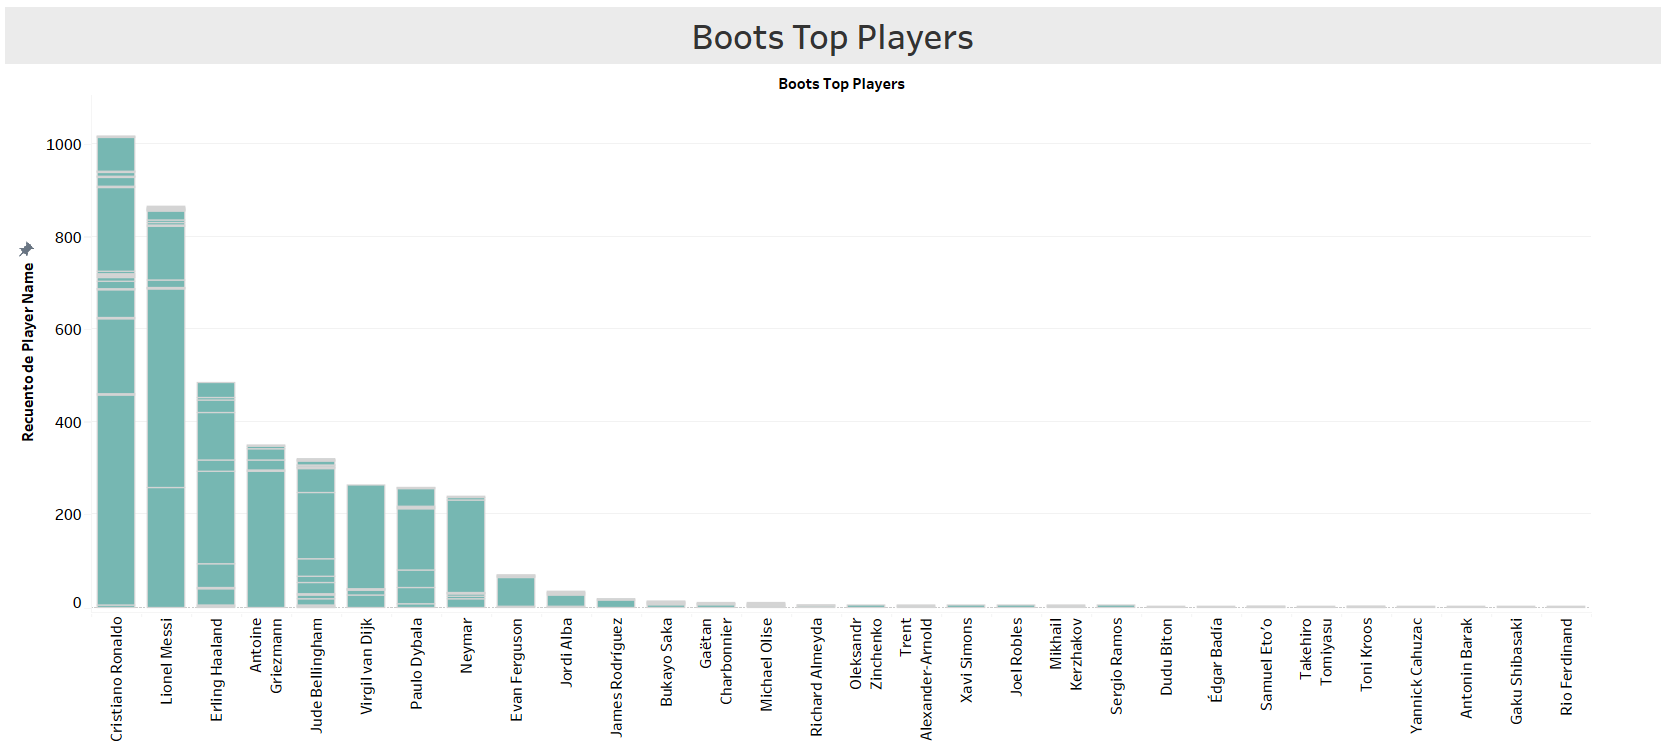 Boots Top Players
Boots Top Players
Recuento de Player Name
1000
800
600
400
200
0
Cristiano Ronaldo
Lionel Messi
Erling Haaland
Antoine
Griezmann
Jude Bellingham
Virgil van Dijk
Paulo Dybala
Neymar
Evan Ferguson
Jordi Alba
James Rodríguez
Bukayo Saka
Gaëtan
Charbonnier
Michael Olise
Richard Almeyda
Oleksandr
Zinchenko
Trent
Alexander-Arnold
Xavi Simons
Joel Robles
Mikhail
Kerzhakov
Sergio Ramos
Dudu Biton
Édgar Badía
Samuel Eto’o
Takehiro
Tomiyasu
Toni Kroos
Yannick Cahuzac
Antonin Barak
Gaku Shibasaki
Rio Ferdinand